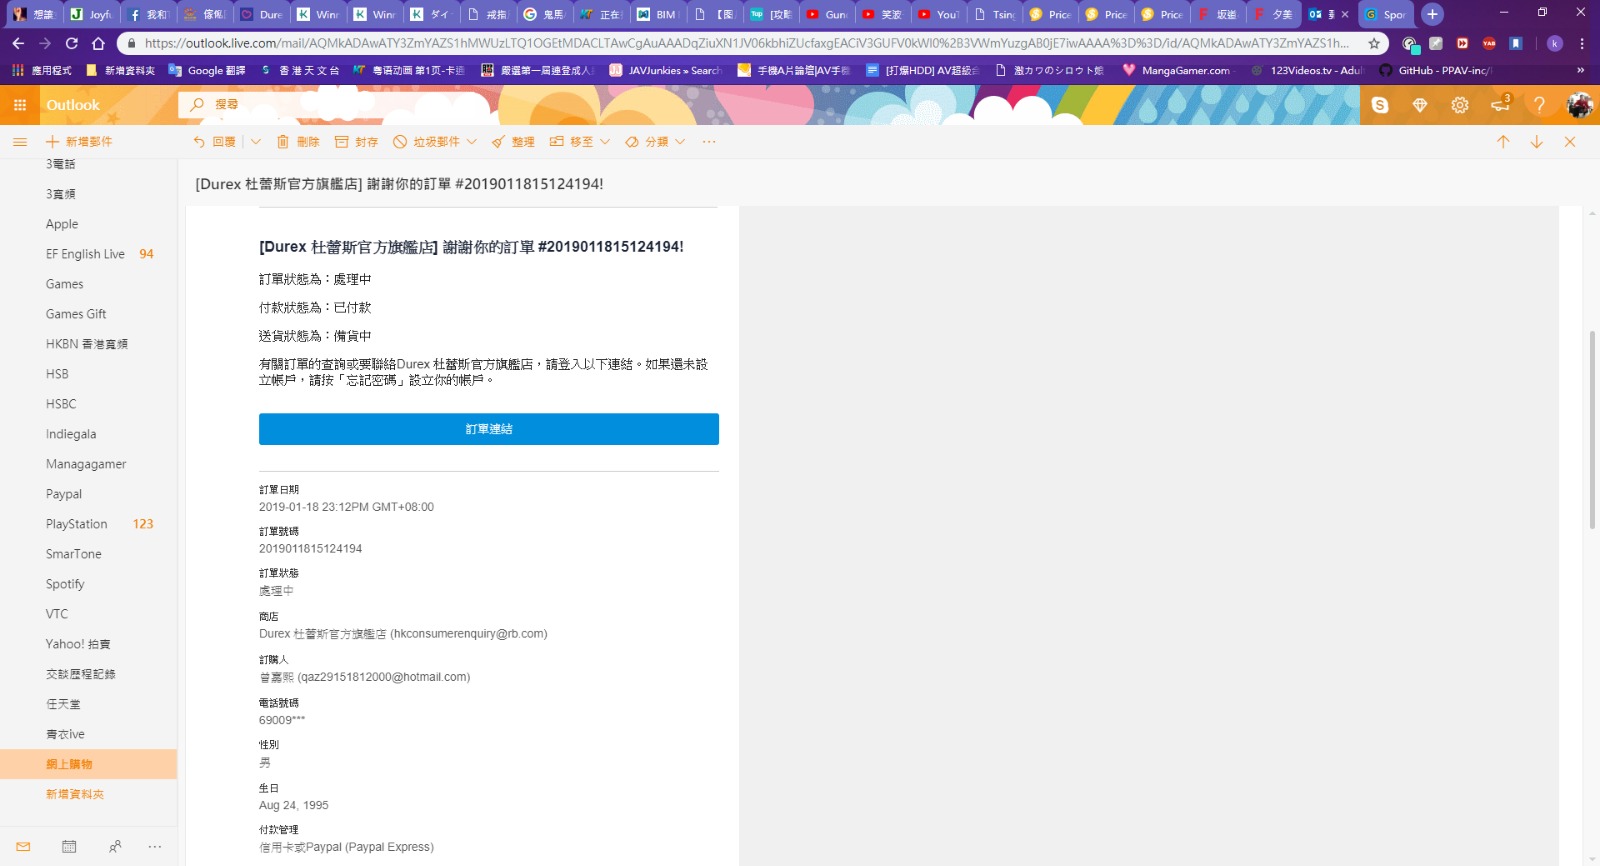 想讓
Joyfu
我和
傢俬
Dure
Winr
Winr
ダイ
戒指
鬼馬
正在
BIM
【图
[攻略
Gun
笑波
YouT
Tsing
Price
Price
Price
坂道
夕美
Spor
https://outlook.live.com/mail/AQMkADAwATY3ZmYAZS1hMWUzLTQ1OGEtMDACLTAwCgAuAAADqZiuXN1JV06kbhiZUcfaxgEACiV3GUFV0kWI0%2B3VWmYuzgAB0jE7iwAAAA%3D%3D/id/AQMkADAwATY3ZmYAZS1h...
應用程式
新增資料夾
Google 翻譯
香 港 天 文 台
粵语动画 第1页-卡通
嚴選第一屆連登成人
JAVJunkies » Search
手機A片論壇|AV手機
[打爆HDD] AV超級合
激カワのシロウト娘
MangaGamer.com -
123Videos.tv - Adul
GitHub - PPAV-inc/
»
Outlook
搜尋
3
新增郵件
回覆
刪除
封存
垃圾郵件
整理
移至
分類
3電話
3寬頻
Apple
EF English Live 94
Games
Games Gift
HKBN 香港寬頻
HSB
HSBC
Indiegala
Managagamer
Paypal
PlayStation 123
SmarTone
Spotify
VTC
Yahoo! 拍賣
交談歷程記錄
任天堂
青衣ive
網上購物
新增資料夾
[Durex 杜蕾斯官方旗艦店] 謝謝你的訂單 #2019011815124194!
[Durex 杜蕾斯官方旗艦店] 謝謝你的訂單 #2019011815124194!
訂單狀態為：處理中
付款狀態為：已付款
送貨狀態為：備貨中
有關訂單的查詢或要聯絡Durex 杜蕾斯官方旗艦店，請登入以下連結。如果還未設
立帳戶，請按「忘記密碼」設立你的帳戶。
訂單連結
訂單日期
2019-01-18 23:12PM GMT+08:00
訂單號碼
2019011815124194
訂單狀態
處理中
商店
Durex 杜蕾斯官方旗艦店 (hkconsumerenquiry@rb.com)
訂購人
曾嘉熙 (qaz29151812000@hotmail.com)
電話號碼
69009***
性別
男
生日
Aug 24, 1995
付款管理
信用卡或Paypal (Paypal Express)